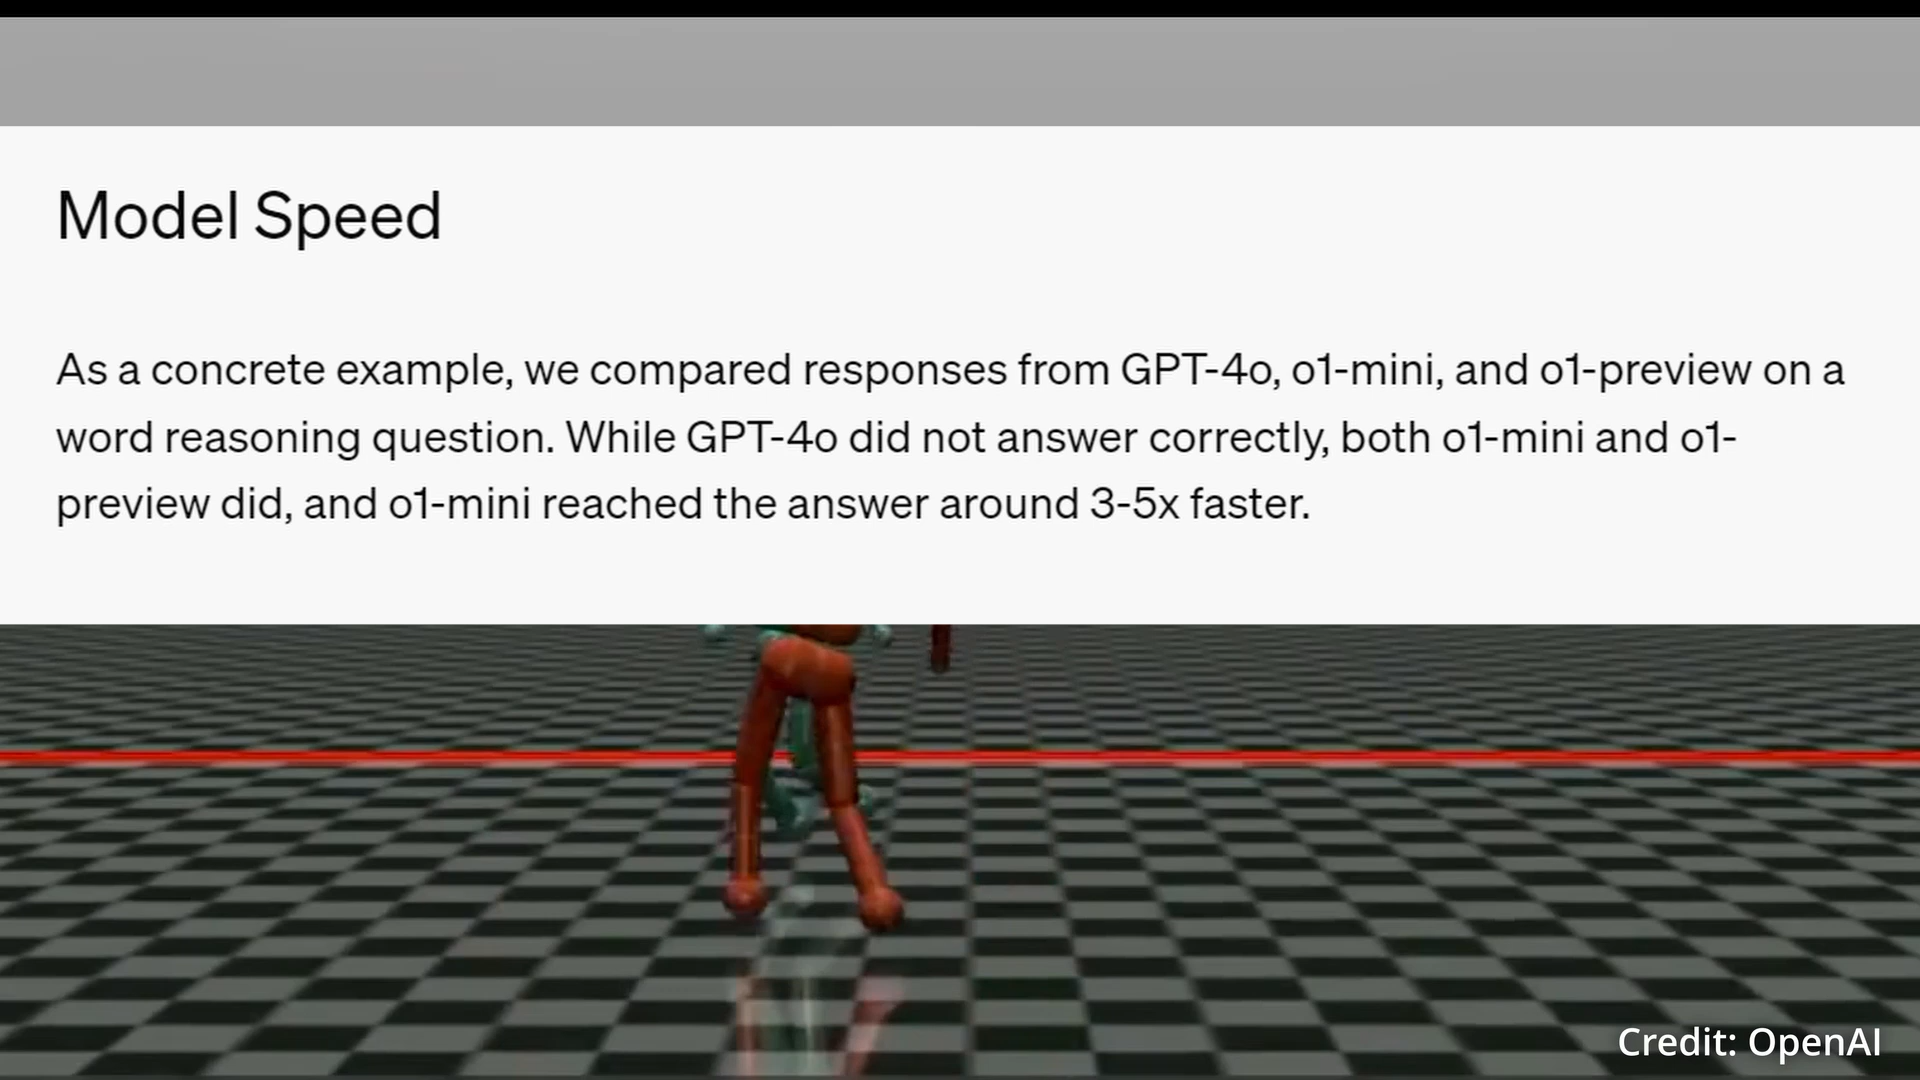 Model Speed
As a concrete example, we compared responses from GPT-4o, o1-mini, and o1-preview on a
word reasoning question. While GPT-4o did not answer correctly, both o1-mini and o1-
preview did, and o1-mini reached the answer around 3-5x faster.
Credit: OpenAI